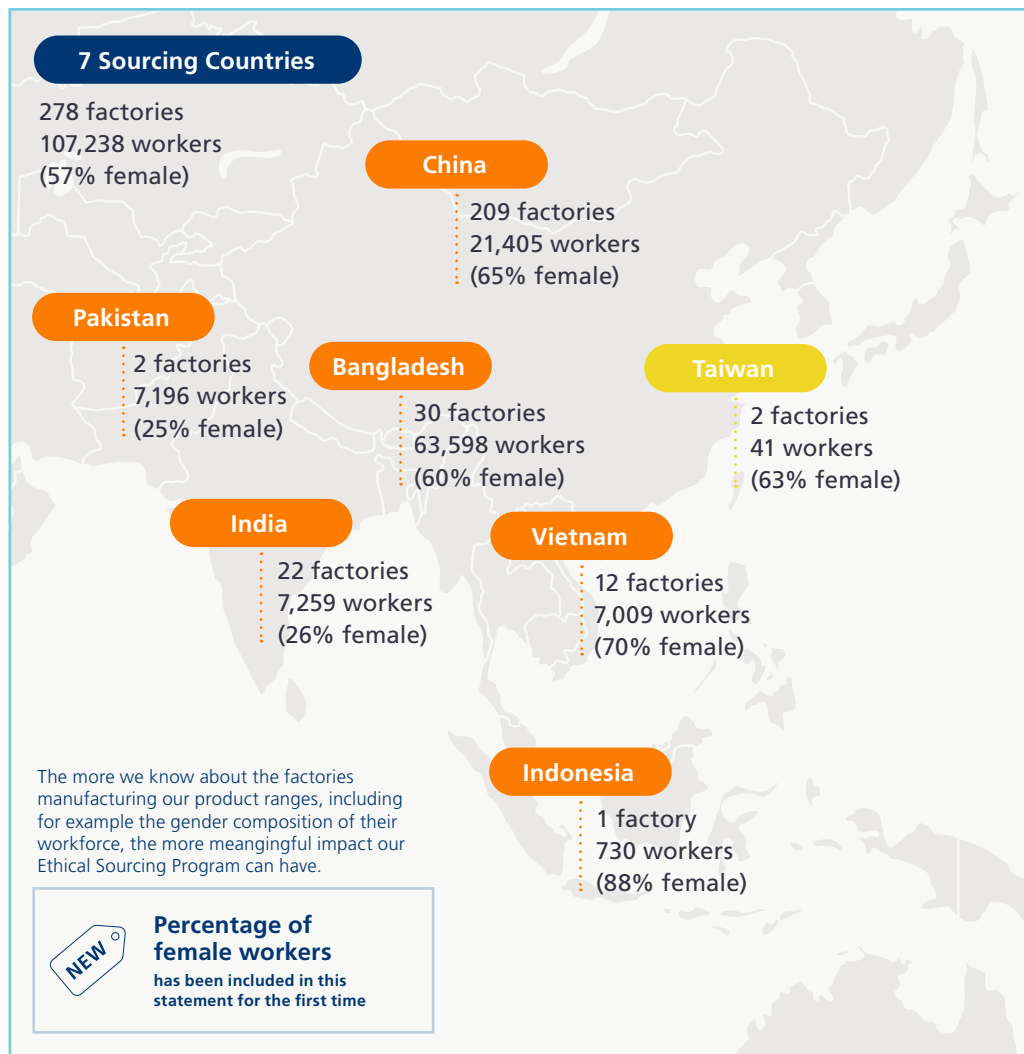 7 Sourcing Countries
278 factories
107,238 workers
(57% female)
China
209 factories
21,405 workers
(65% female)
Pakistan
2 factories
7,196 workers
(25% female)
Bangladesh
30 factories
63,598 workers
(60% female)
Taiwan
2 factories
41 workers
(63% female)
India
22 factories
7,259 workers
(26% female)
Vietnam
12 factories
7,009 workers
(70% female)
Indonesia
1 factory
730 workers
(88% female)
The more we know about the factories
manufacturing our product ranges, including
for example the gender composition of their
workforce, the more meangingful impact our
Ethical Sourcing Program can have.
NEW
Percentage of
female workers
has been included in this
statement for the first time